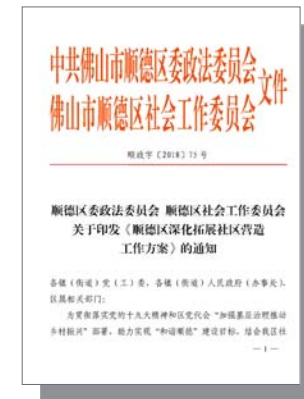 中共佛山市顺德区委政法委员会
佛山市顺德区社会工作委员会
文件
顺政字〔2018〕75 号
顺德区委政法委员会 顺德区社会工作委员会
关于印发《顺德区深化拓展社区营造
工作方案》的通知
各镇（街道）党（工）委，各镇（街道）人民政府（办事处），
区属相关部门：
为贯彻落实党的十九大精神和区党代会“加强基层治理推动
乡村振兴”部署，助力实现“和谐顺德”建设目标，结合我区社
— 1 —